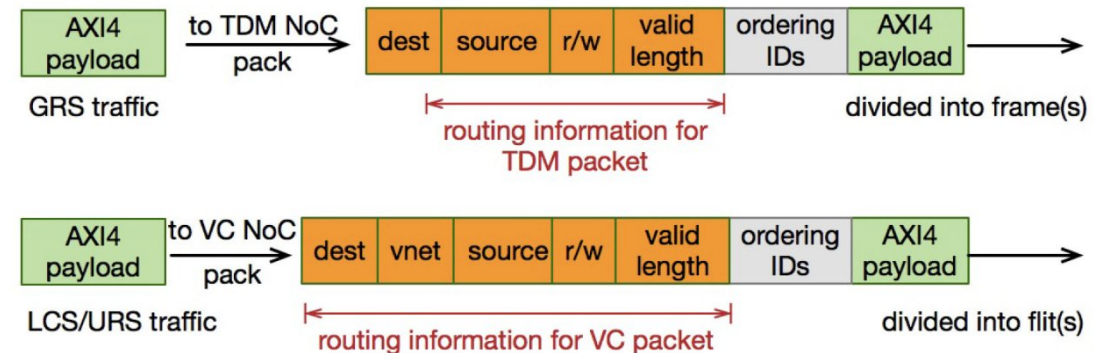 AXI4
payload
to TDM NoC
pack
dest
source
r/w
valid
length
ordering
IDs
AXI4
payload
GRS traffic
routing information for
TDM packet
divided into frame(s)
AXI4
payload
to VC NoC
pack
dest
vnet
source
r/w
valid
length
ordering
IDs
AXI4
payload
LCS/URS traffic
routing information for VC packet
divided into flit(s)